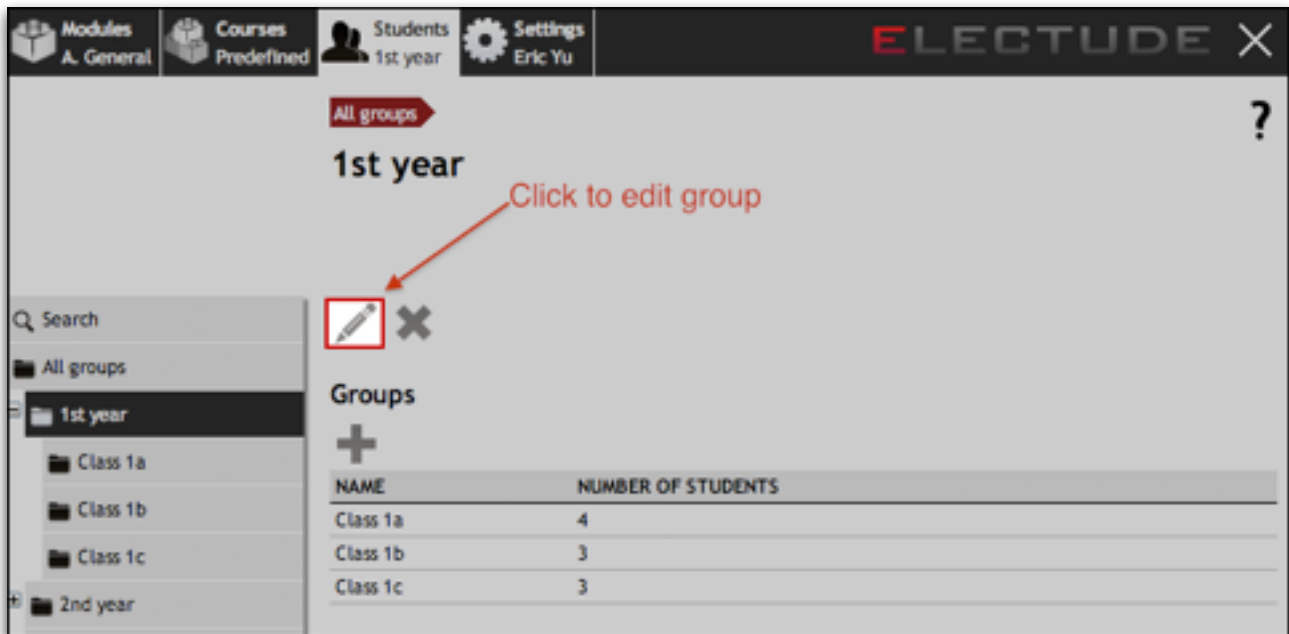 Modules
A. General
Courses
Predefined
Students
1st year
Settings
Eric Yu
ELECTUDE
All groups
?
1st year
Click to edit group
Search
All groups
1st year
Class 1a
Class 1b
Class 1c
2nd year
Groups
NAME NUMBER OF STUDENTS
Class 1a 4
Class 1b 3
Class 1c 3